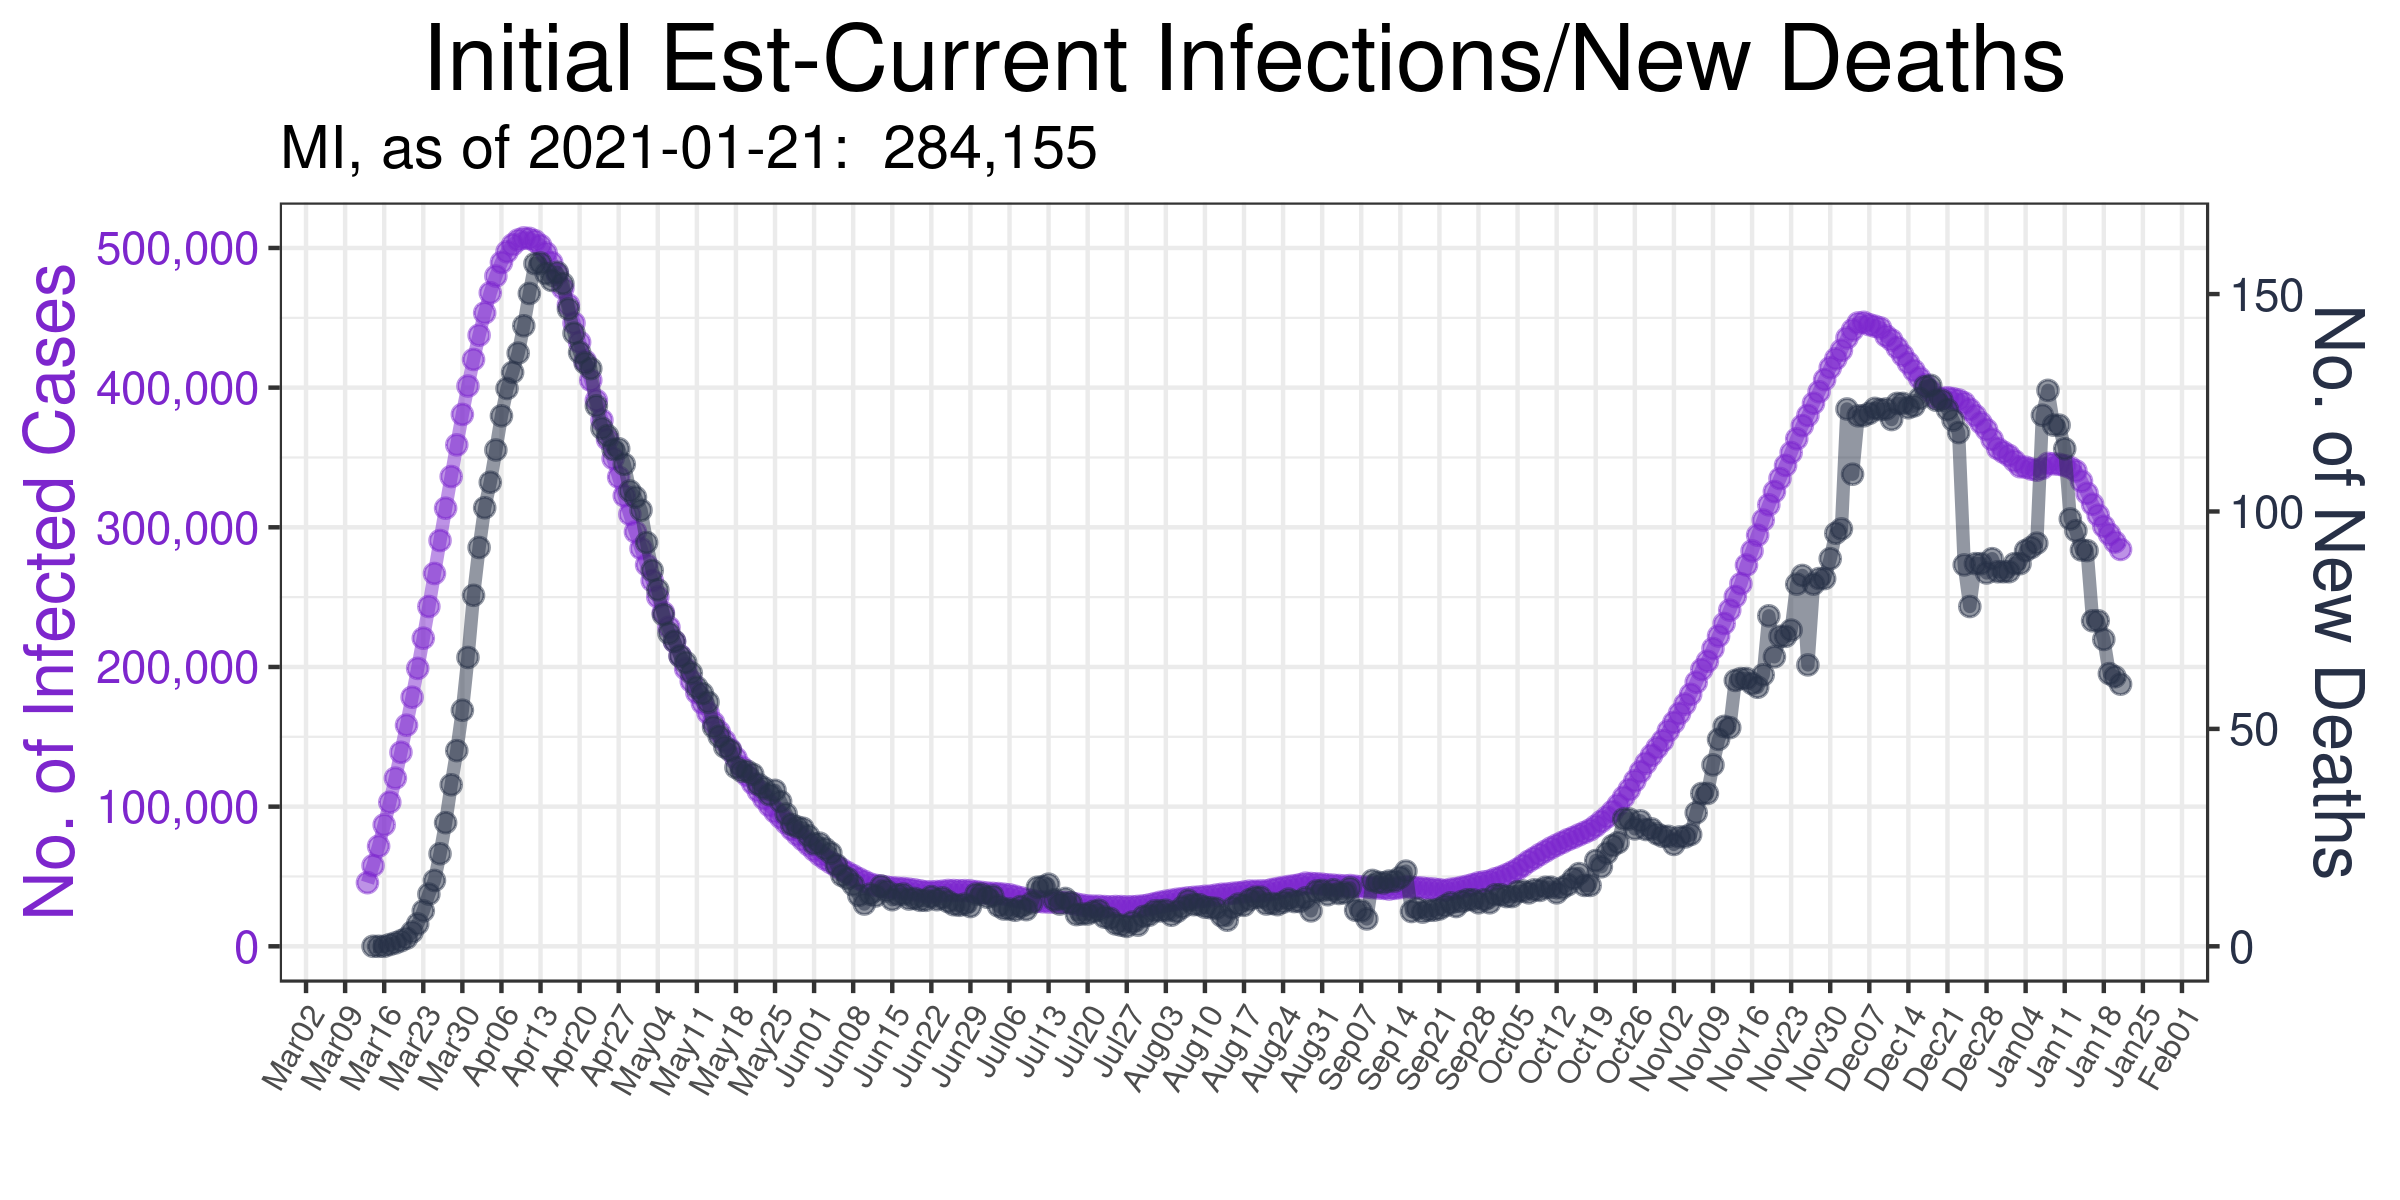 Initial Est-Current Infections/New Deaths
MI, as of 2021-01-21:  284,155
No. of Infected Cases
500,000
400,000
300,000
200,000
100,000
0
150
100
50
0
No. of New Deaths
Mar02
Mar09
Mar16
Mar23
Mar30
Apr06
Apr13
Apr20
Apr27
May04
May11
May18
May25
Jun01
Jun08
Jun15
Jun22
Jun29
Jul06
Jul13
Jul20
Jul27
Aug03
Aug10
Aug17
Aug24
Aug31
Sep07
Sep14
Sep21
Sep28
Oct05
Oct12
Oct19
Oct26
Nov02
Nov09
Nov16
Nov23
Nov30
Dec07
Dec14
Dec21
Dec28
Jan04
Jan11
Jan18
Jan25
Feb01